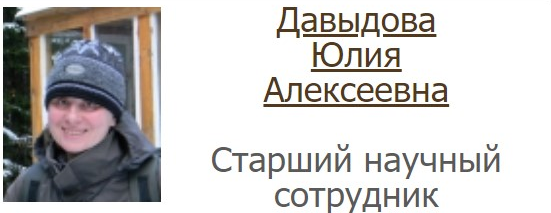 Давыдова
Юлия
Алексеевна
Старший научный
сотрудник